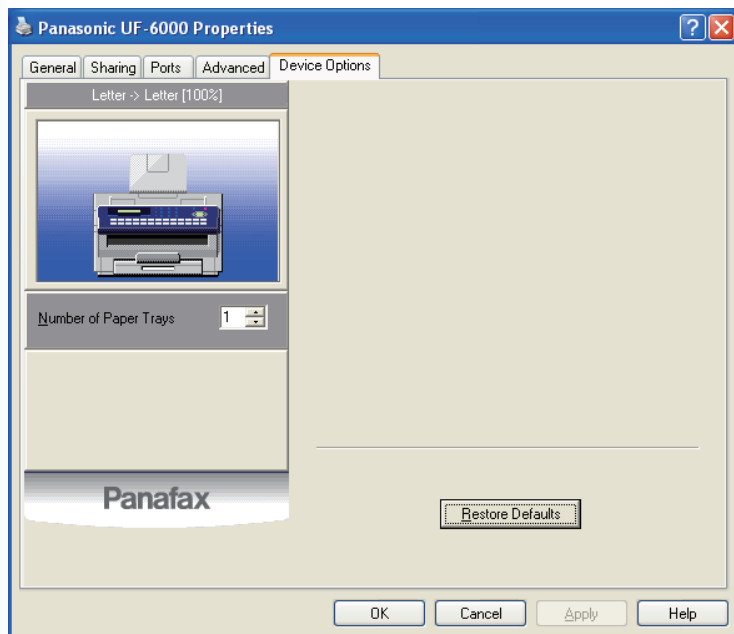 Panasonic UF-6000 Properties
General Sharing Ports Advanced Device Options
Letter -> Letter [100%]
Number of Paper Trays 1
Panafax
Restore Defaults
OK Cancel Apply Help